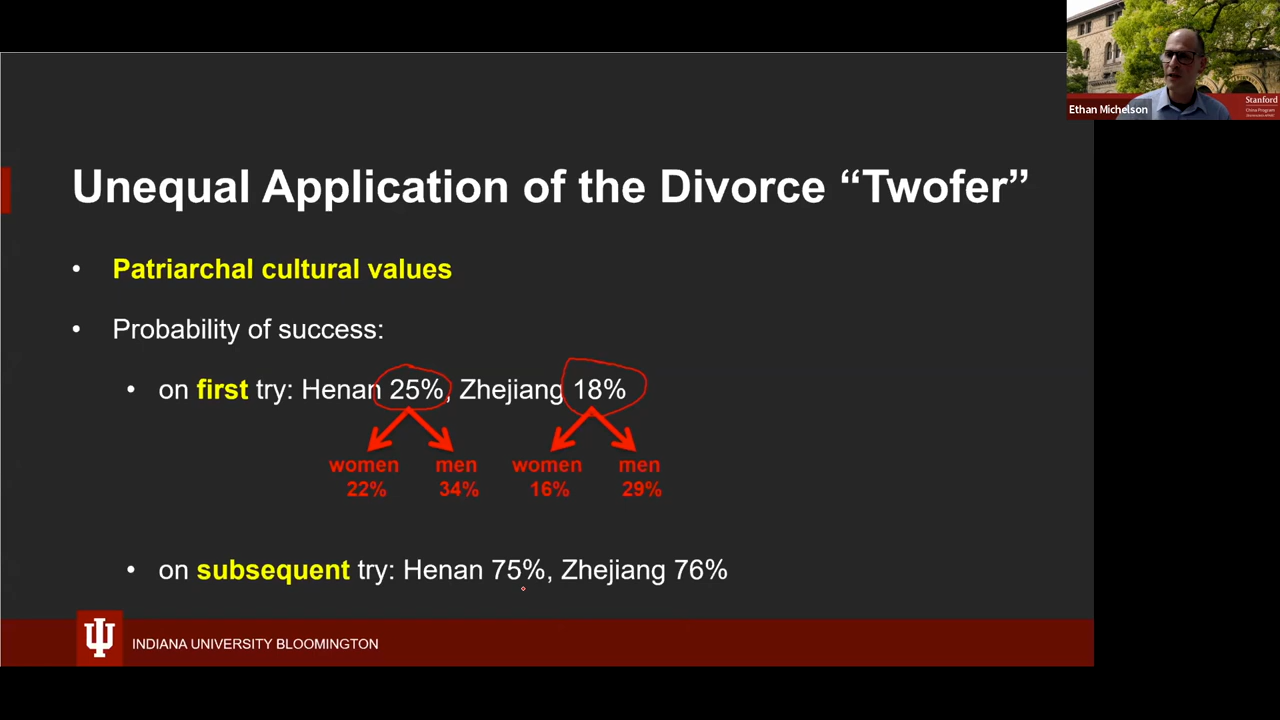 Ethan Michelson
Stanford
China Program
Unequal Application of the Divorce “Twofer”
• Patriarchal cultural values
• Probability of success:
• on first try: Henan 25%, Zhejiang 18%
women men women men
22% 34% 16% 29%
• on subsequent try: Henan 75%, Zhejiang 76%
INDIANA UNIVERSITY BLOOMINGTON